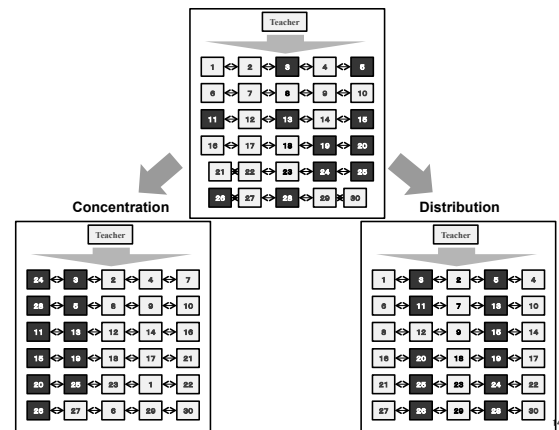 Teacher
1 2 3 4 5
6 7 8 9 10
11 12 13 14 15
16 17 18 19 20
21 22 23 24 25
26 27 28 29 30
Concentration
Distribution
Teacher
24 3 2 4 7
28 5 8 9 10
11 13 12 14 16
15 19 18 17 21
20 25 23 1 22
26 27 6 29 30
Teacher
1 3 2 5 4
6 11 7 13 10
8 12 9 15 14
16 20 18 19 17
21 25 23 24 22
27 26 29 28 30